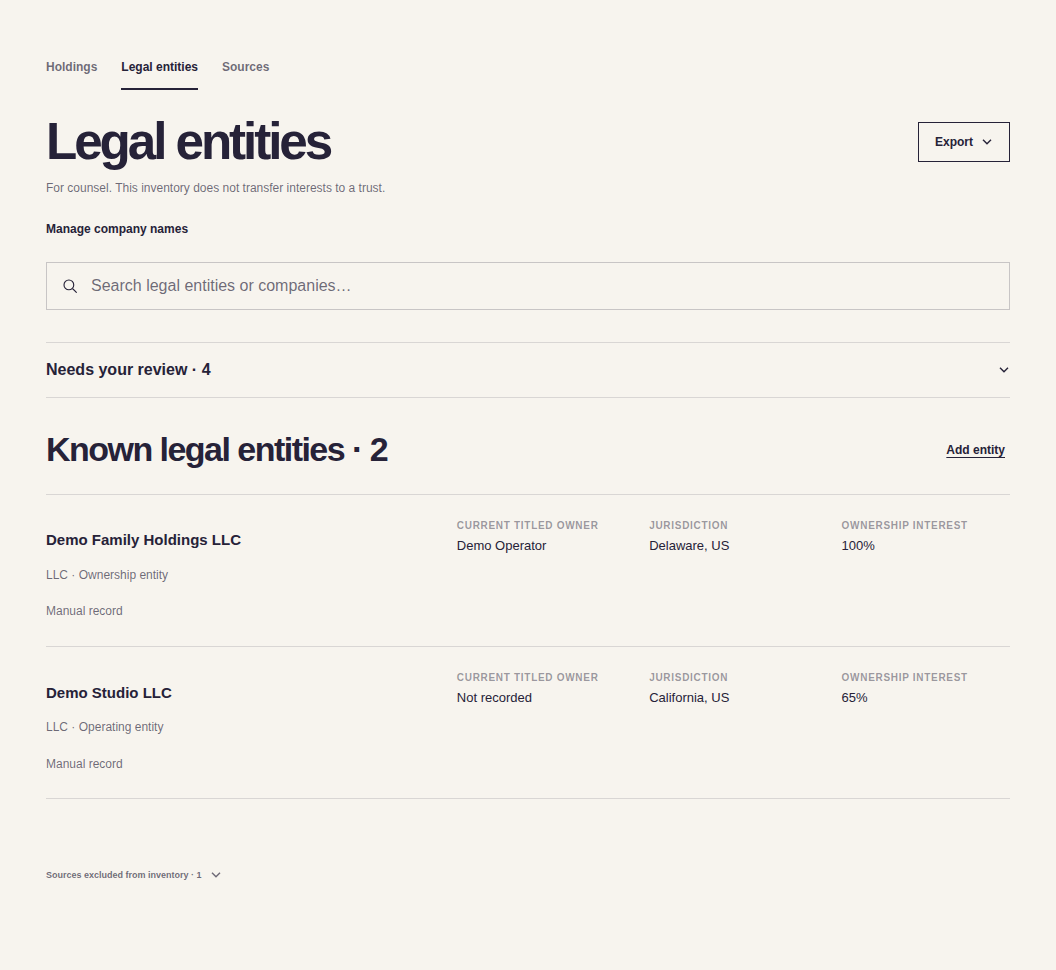 Holdings Legal entities Sources
Legal entities
Export
For counsel. This inventory does not transfer interests to a trust.
Manage company names
Search legal entities or companies…
Needs your review · 4
Known legal entities · 2
Add entity
Demo Family Holdings LLC
LLC · Ownership entity
Manual record
CURRENT TITLED OWNER
Demo Operator
JURISDICTION
Delaware, US
OWNERSHIP INTEREST
100%
Demo Studio LLC
LLC · Operating entity
Manual record
CURRENT TITLED OWNER
Not recorded
JURISDICTION
California, US
OWNERSHIP INTEREST
65%
Sources excluded from inventory · 1